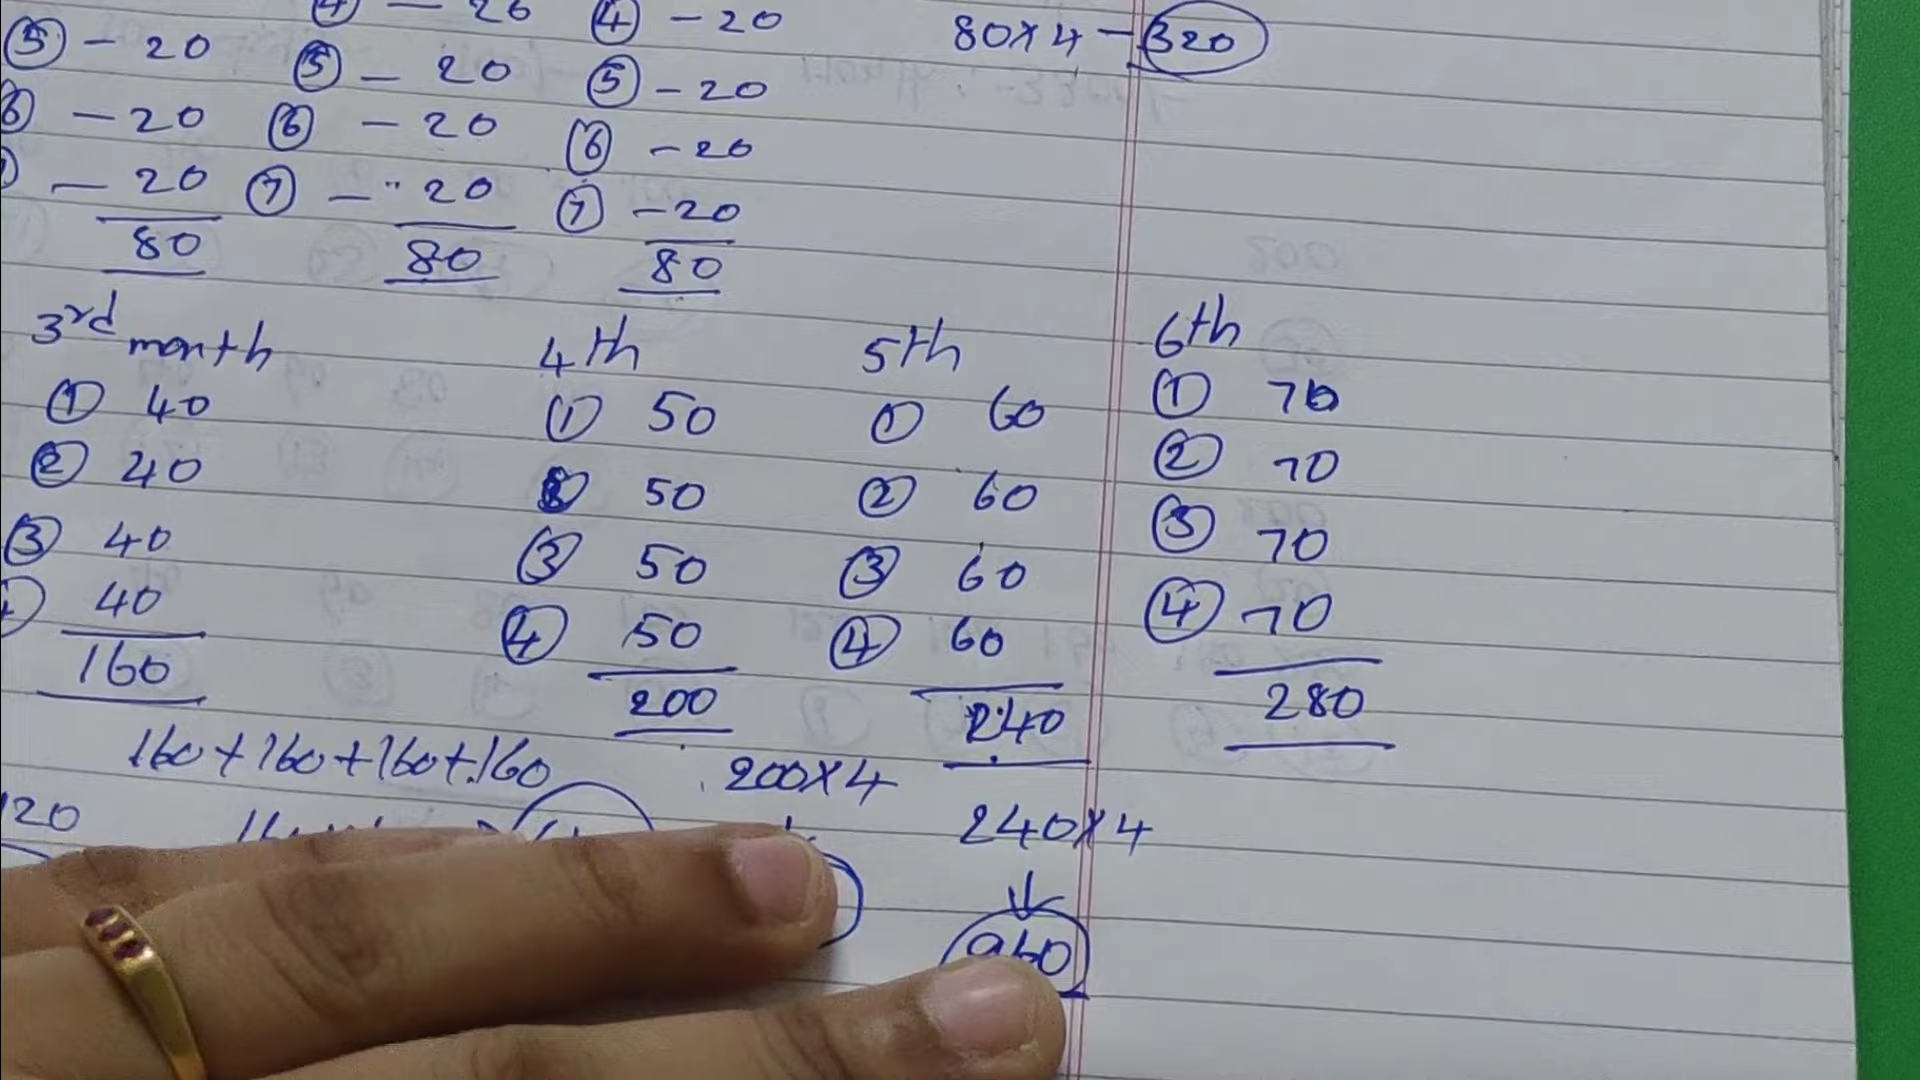 ④ - 20 ④ - 20 80×4 - 320
⑤ - 20 ⑤ - 20 ⑤ - 20
⑥ - 20 ⑥ - 20 ⑥ - 20
- 20 ⑦ - 20 ⑦ - 20
80 80 80
3rd month 4th 5th 6th
① 40 ① 50 ① 60 ① 70
② 40 50 ② 60 ② 70
③ 40 ③ 50 ③ 60 ③ 70
40 ④ 50 ④ 60 ④ 70
160 200 240 280
160+160+160+160 200×4 240×4
120
960